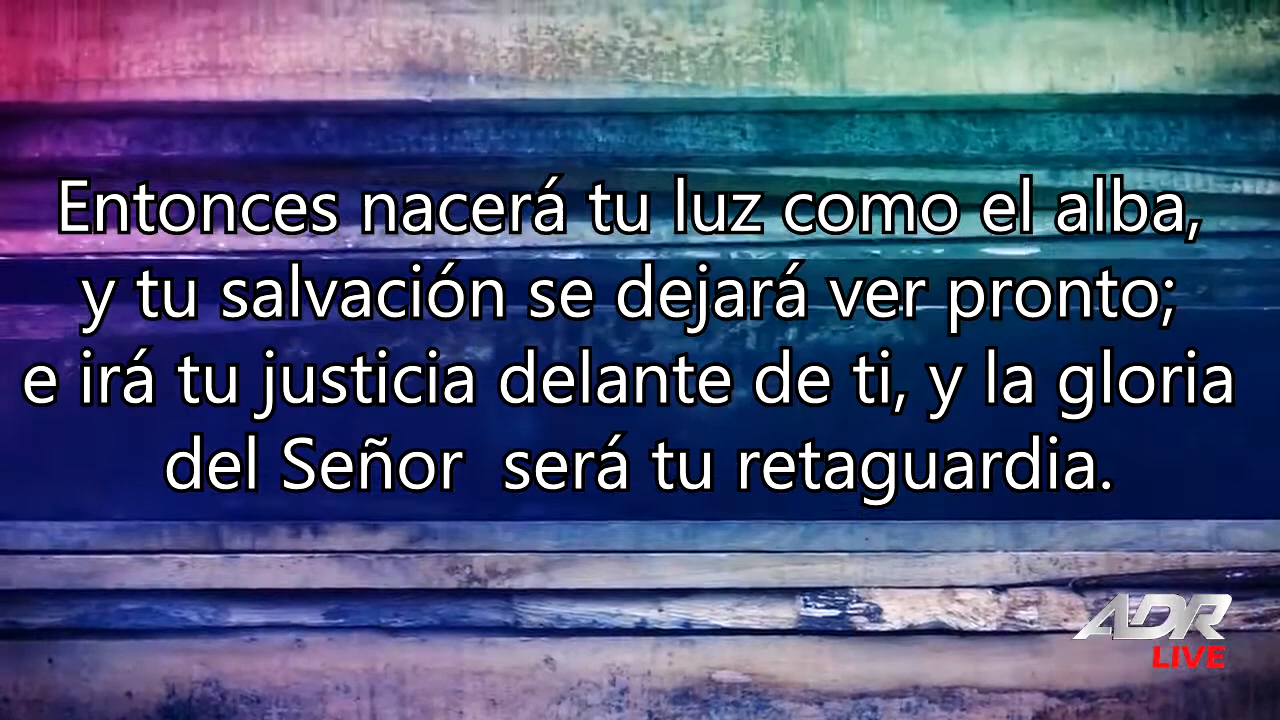 Entonces nacerá tu luz como el alba,
y tu salvación se dejará ver pronto;
e irá tu justicia delante de ti, y la gloria
del Señor  será tu retaguardia.
ADR
LIVE